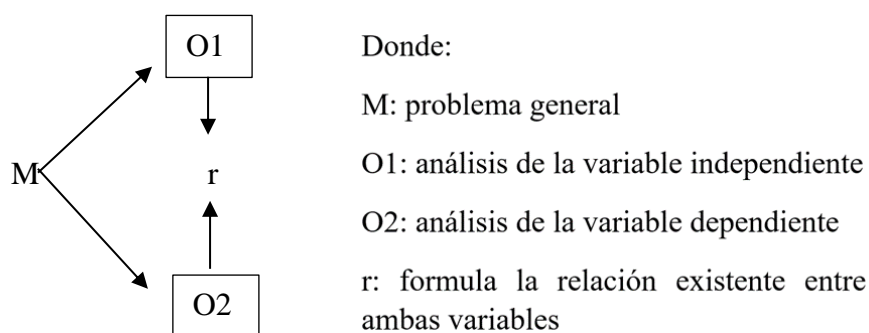 O1
Donde:
M: problema general
M
r
O1: análisis de la variable independiente
O2: análisis de la variable dependiente
O2
r: formula la relación existente entre
ambas variables